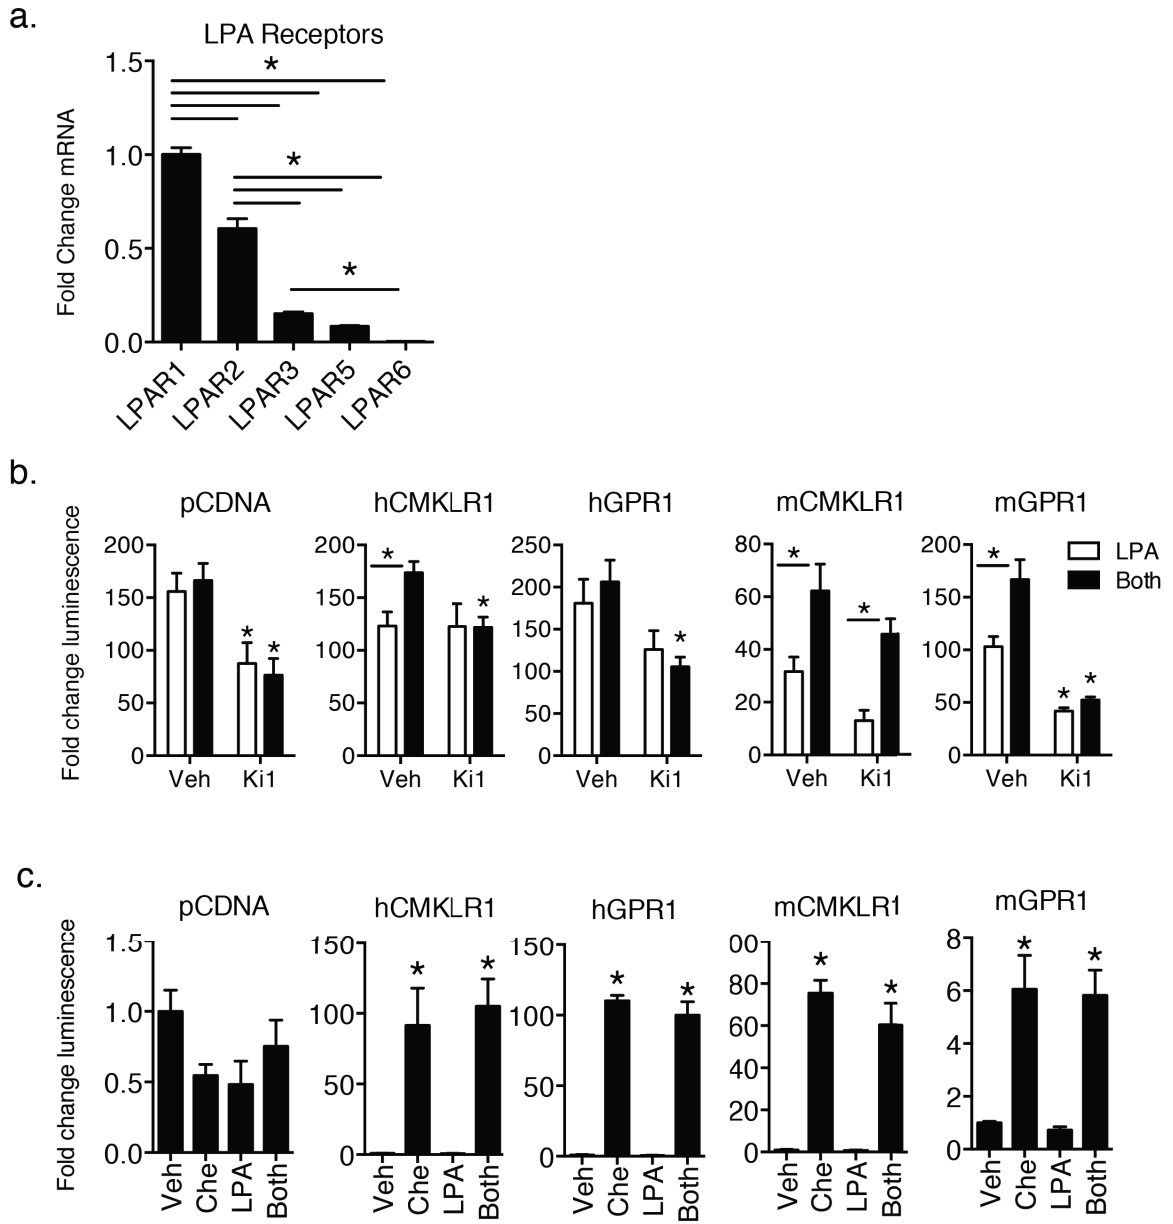 a.
LPA Receptors
Fold Change mRNA
1.5
1.0
0.5
0.0
*
*
*
LPAR1 LPAR2 LPAR3 LPAR5 LPAR6
b.
Fold change luminescence
pCDNA hCMKLR1 hGPR1 mCMKLR1 mGPR1
LPA
Both
200 150 100 50 0
* *
Veh Ki1
200 150 100 50 0
* *
Veh Ki1
250 200 150 100 50 0
*
Veh Ki1
80 60 40 20 0
* *
Veh Ki1
200 150 100 50 0
* * *
Veh Ki1
c.
Fold change luminescence
pCDNA hCMKLR1 hGPR1 mCMKLR1 mGPR1
1.5 1.0 0.5 0.0
Veh Che LPA Both
150 100 50 0
* *
Veh Che LPA Both
150 100 50 0
* *
Veh Che LPA Both
00 80 60 40 20 0
* *
Veh Che LPA Both
8 6 4 2 0
* *
Veh Che LPA Both